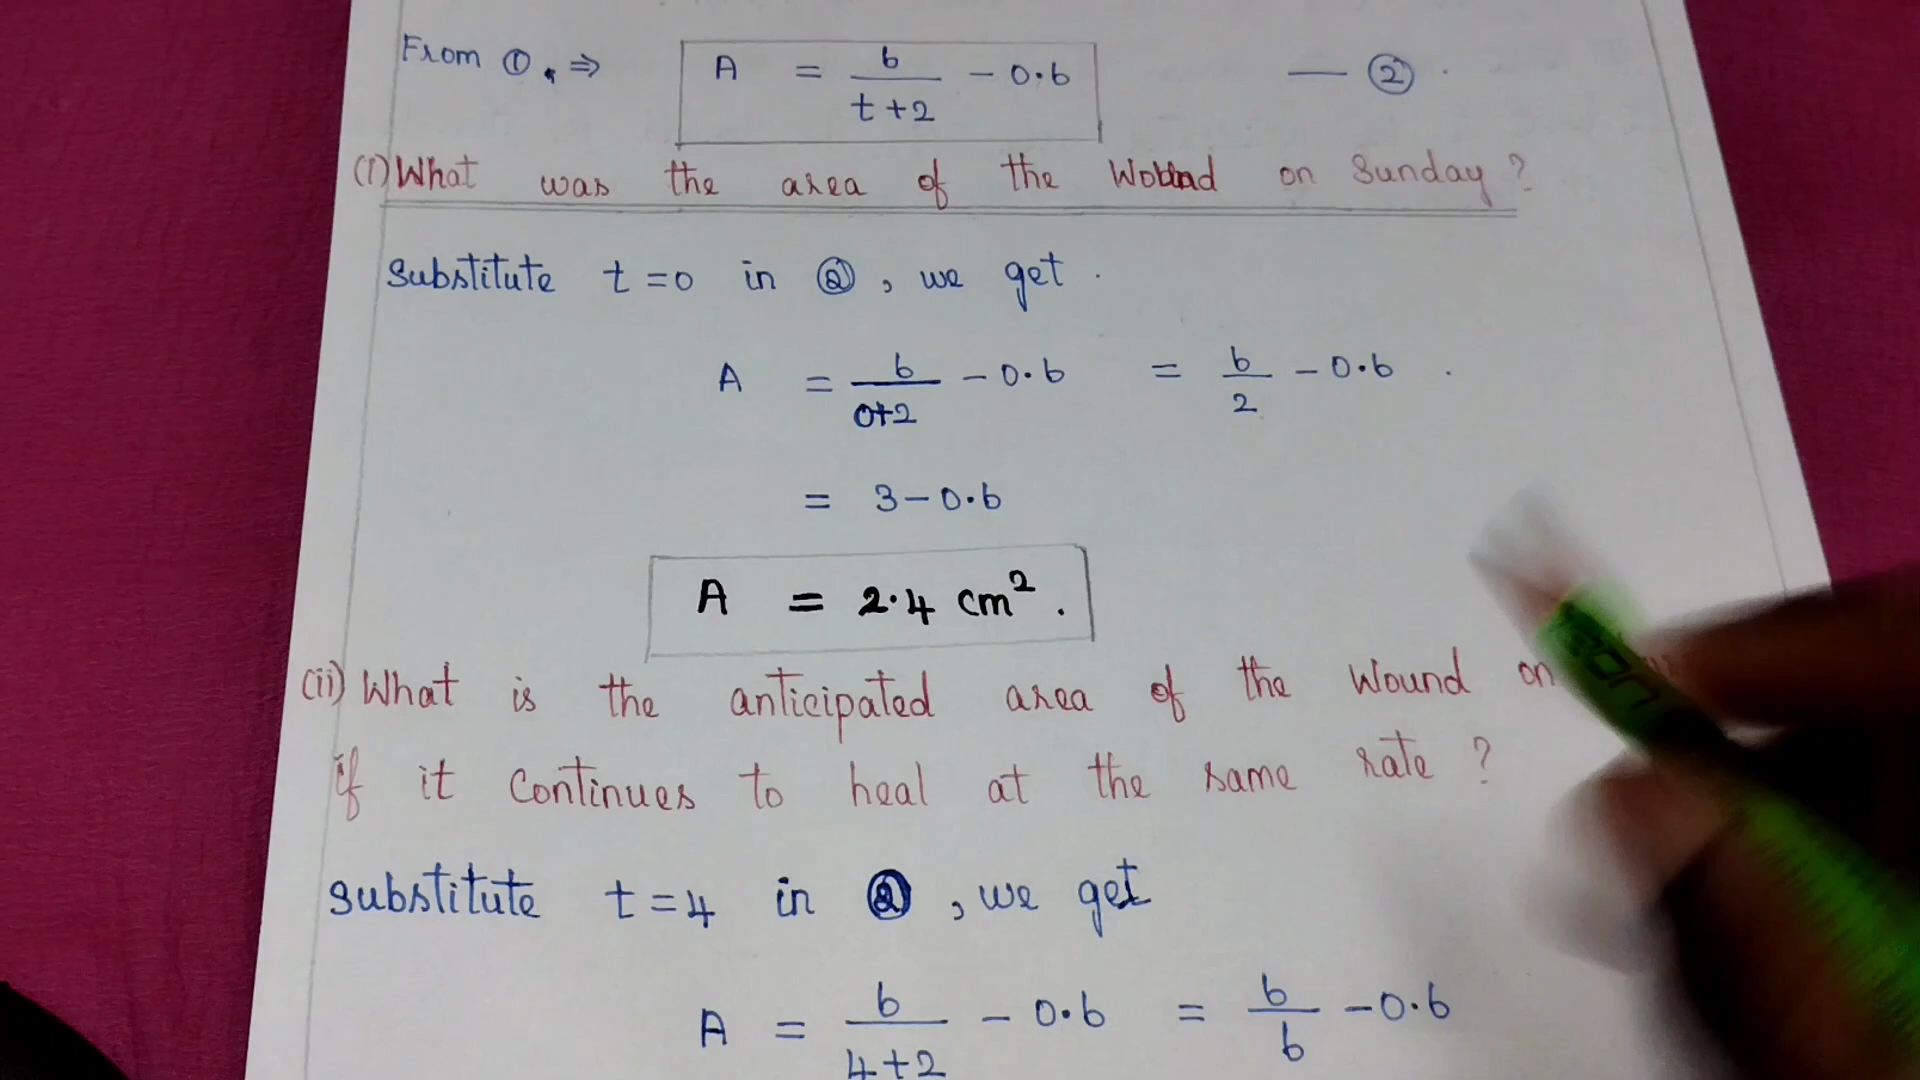 From ①, ⇒ A = 6/(t+2) - 0.6 — ②.
(i) What was the area of the Wound on Sunday?
Substitute t=0 in ②, we get.
A = 6/(0+2) - 0.6 = 6/2 - 0.6.
= 3-0.6
A = 2.4 cm².
(ii) What is the anticipated area of the wound on
if it continues to heal at the same rate?
Substitute t=4 in ②, we get
A = 6/(4+2) - 0.6 = 6/6 - 0.6